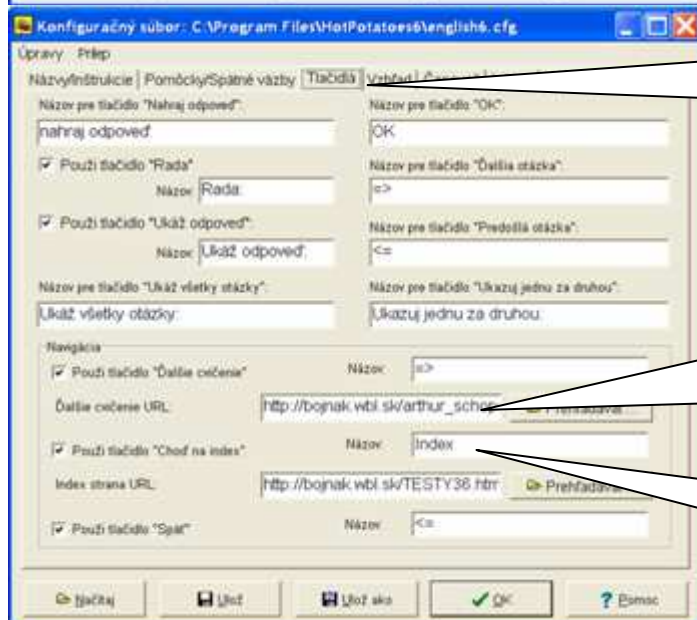 Konfiguračný súbor: C:\Program Files\HotPotatoes6\english6.cfg
Úpravy Prilep
Názvy/Inštrukcie Pomôcky/Spätné väzby Tlačidlá Vzhľad
Názov pre tlačidlo "Nahraj odpoveď": Názov pre tlačidlo "OK":
nahraj odpoveď OK
Použi tlačidlo "Rada" Názov pre tlačidlo "Ďalšia otázka":
Názov: Rada: =>
Použi tlačidlo "Ukáž odpoveď": Názov pre tlačidlo "Predošlá otázka":
Názov: Ukáž odpoveď: <=
Názov pre tlačidlo "Ukáž všetky otázky": Názov pre tlačidlo "Ukazuj jednu za druhou":
Ukáž všetky otázky: Ukazuj jednu za druhou:
Navigácia
Použi tlačidlo "Ďalšie cvičenie" Názov: =>
Ďalšie cvičenie URL: http://bojnak.wbl.sk/arthur_schop
Použi tlačidlo "Choď na index" Názov: Index
Index strana URL: http://bojnak.wbl.sk/TESTY36.htm Prehľadávať
Použi tlačidlo "Späť" Názov: <=
Načítaj Ulož Ulož ako OK Pomoc